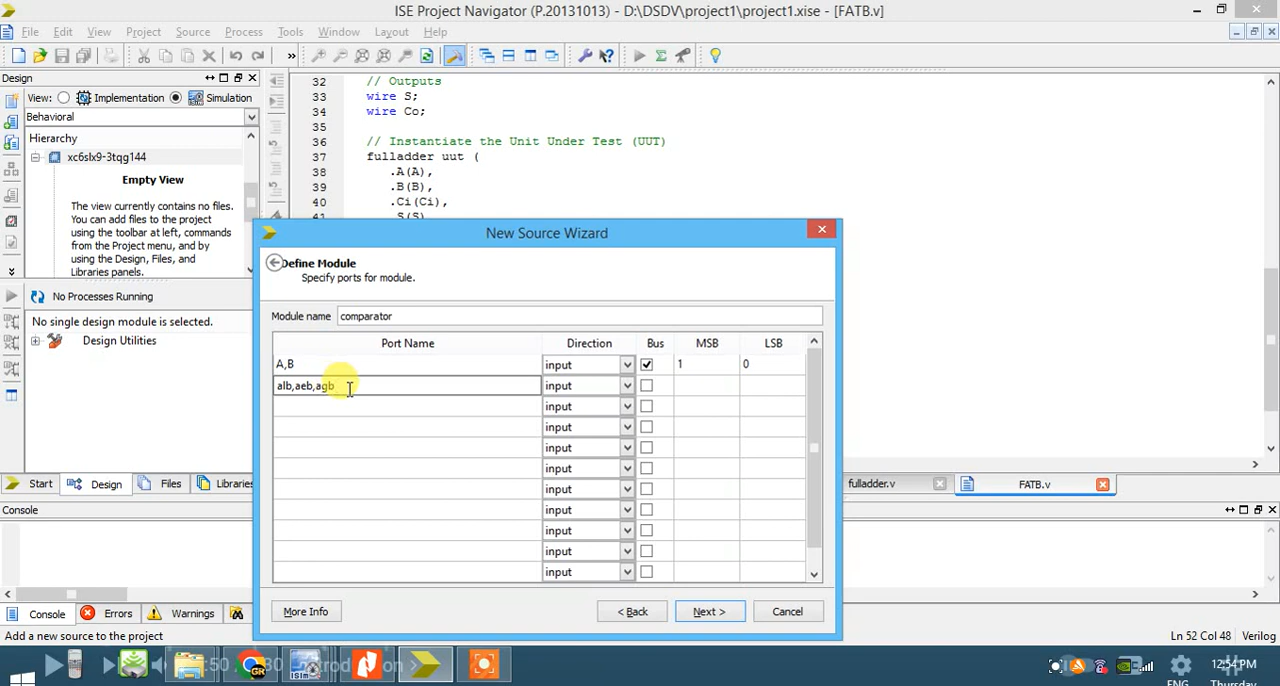 ISE Project Navigator (P.20131013) - D:\DSDV\project1\project1.xise - [FATB.v]
File Edit View Project Source Process Tools Window Layout Help
Design
View: Implementation Simulation
Behavioral
Hierarchy
xc6slx9-3tqg144
Empty View
The view currently contains no files.
You can add files to the project
using the toolbar at left, commands
from the Project menu, and by
using the Design, Files, and
Libraries panels.
No Processes Running
No single design module is selected.
Design Utilities
32 // Outputs
33 wire S;
34 wire Co;
35
36 // Instantiate the Unit Under Test (UUT)
37 fulladder uut (
38 .A(A),
39 .B(B),
40 .Ci(Ci),
41 .S(S),
New Source Wizard
Define Module
Specify ports for module.
Module name comparator
Port Name Direction Bus MSB LSB
A,B input 1 0
alb,aeb,agb input
input
input
input
input
input
input
input
input
input
More Info < Back Next > Cancel
Start Design Files Libraries fulladder.v FATB.v
Console
Console Errors Warnings
Add a new source to the project
Ln 52 Col 48 Verilog
12:54 PM
ENG Thursday